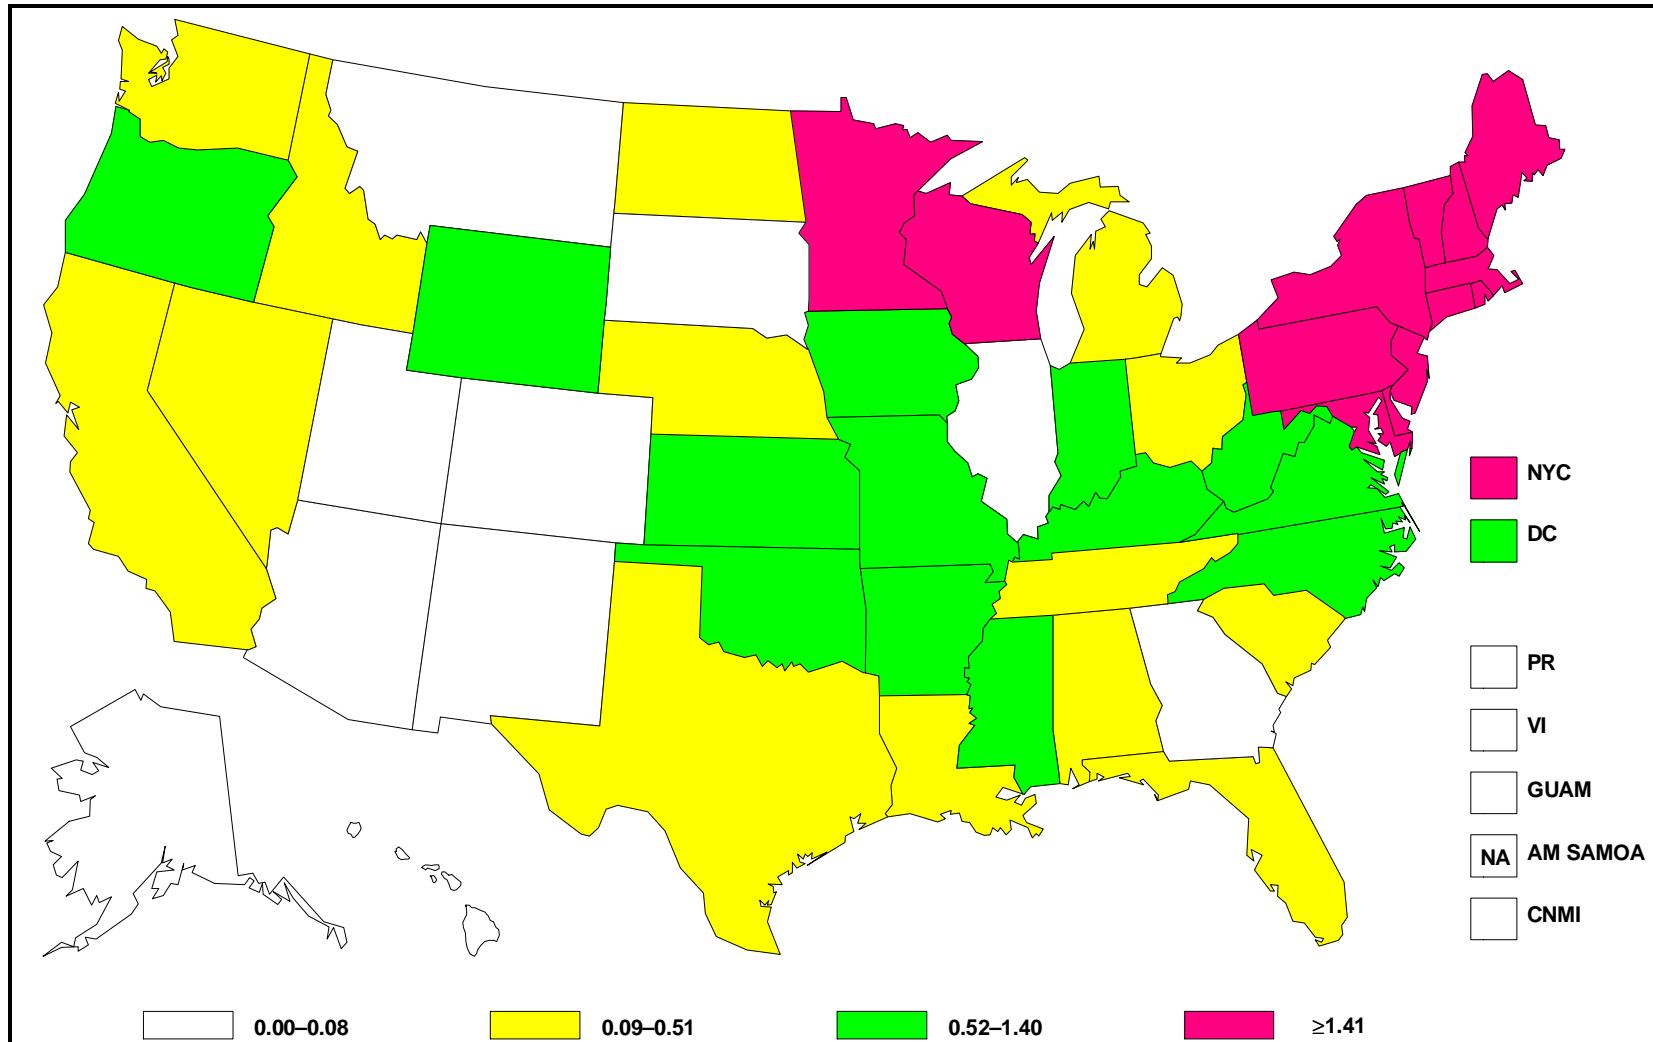 NYC
DC
PR
VI
GUAM
NA AM SAMOA
CNMI
0.00–0.08 0.09–0.51 0.52–1.40 ≥1.41